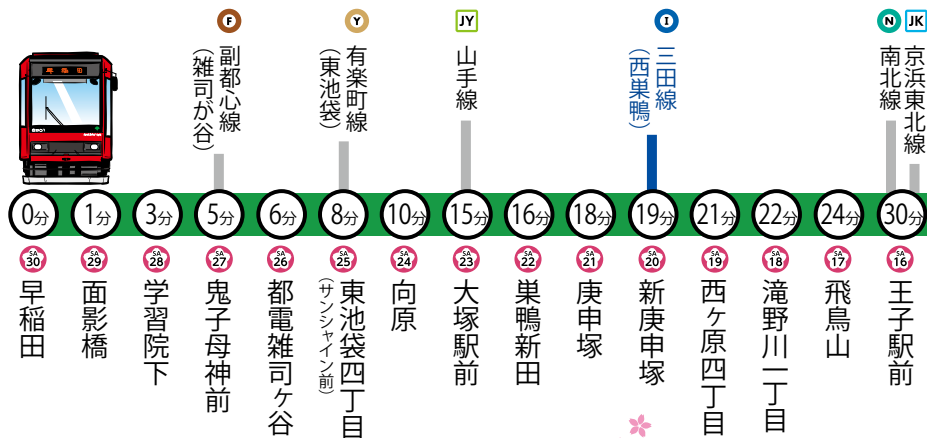 F
副都心線
(雑司が谷)
Y
有楽町線
(東池袋)
JY
山手線
I
三田線
(西巣鴨)
N
南北線
JK
京浜東北線
早稲田
0分
1分
3分
5分
6分
8分
10分
15分
16分
18分
19分
21分
22分
24分
30分
SA
30
早稲田
SA
29
面影橋
SA
28
学習院下
SA
27
鬼子母神前
SA
26
都電雑司ヶ谷
SA
25
東池袋四丁目
(サンシャイン前)
SA
24
向原
SA
23
大塚駅前
SA
22
巣鴨新田
SA
21
庚申塚
SA
20
新庚申塚
SA
19
西ヶ原四丁目
SA
18
滝野川一丁目
SA
17
飛鳥山
SA
16
王子駅前